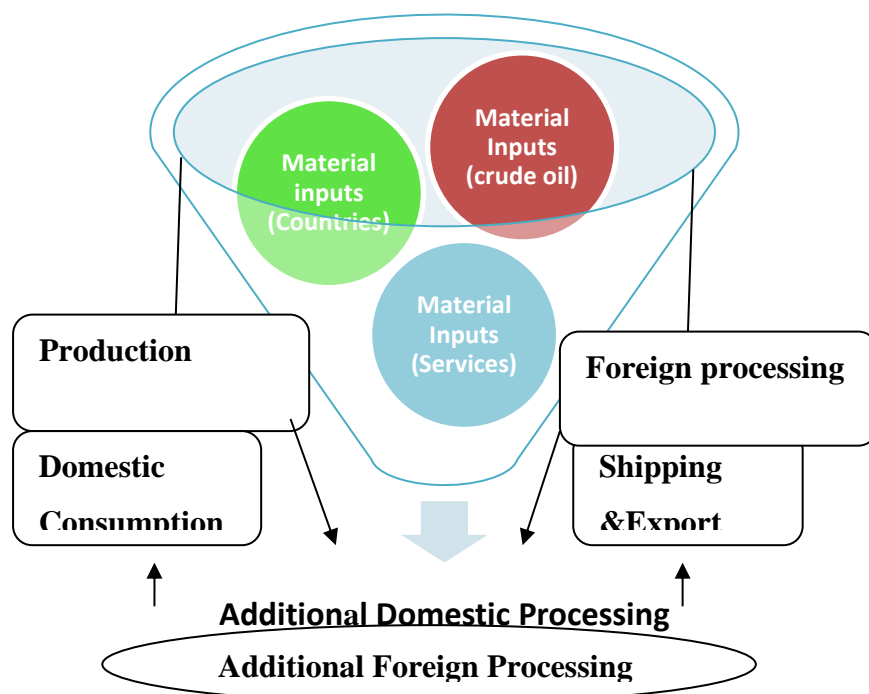 Material
Inputs
(crude oil)
Material
inputs
(Countries)
Material
Inputs
(Services)
Production
Foreign processing
Domestic
Consumption
Shipping
&Export
Additional Domestic Processing
Additional Foreign Processing